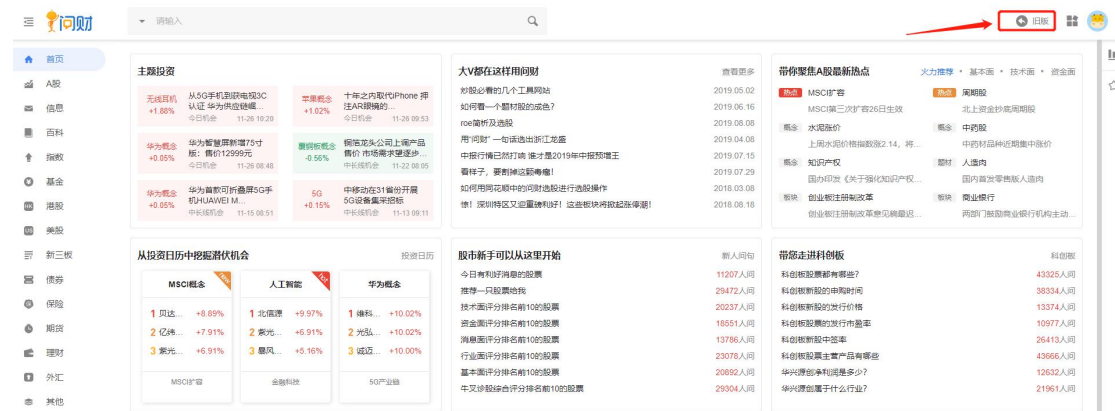 问财
请输入
旧版
首页
A股
信息
百科
指数
基金
港股
美股
新三板
债券
保险
期货
理财
外汇
其他
主题投资
无线耳机
+1.88%
从5G手机到获电视3C
认证 华为供应链崛...
今日机会 11-26 10:20
苹果概念
+1.02%
十年之内取代iPhone 押
注AR眼镜的...
今日机会 11-26 09:53
华为概念
+0.05%
华为智慧屏新增75寸
版：售价12999元
今日机会 11-26 08:48
覆铜板概念
-0.56%
铜箔龙头公司上调产品
售价 市场需求望逐步...
中长线机会 11-22 08:05
华为概念
+0.05%
华为首款可折叠屏5G手
机HUAWEI M...
中长线机会 11-15 08:51
5G
+0.15%
中移动在31省份开展
5G设备集采招标
中长线机会 11-13 09:11
大V都在这样用问财
查看更多
炒股必看的几个工具网站 2019.05.02
如何看一个题材股的成色? 2019.06.16
roe简析及选股 2019.08.08
用“问财” 一句话选出浙江龙盛 2019.04.08
中报行情已然打响 谁才是2019年中报预增王 2019.07.15
看样子，要割掉这颗毒瘤! 2019.07.29
如何用同花顺中的问财选股进行选股操作 2018.03.08
惊！深圳特区又迎重磅利好！这些板块将掀起涨停潮! 2018.08.18
带你聚焦A股最新热点
火力推荐 • 基本面 • 技术面 • 资金面
热点 MSCI扩容
MSCI第三次扩容26日生效
热点 周期股
北上资金抄底周期股
概念 水泥涨价
上周水泥价格指数涨2.14，将...
概念 中药股
中药材品种近期集中涨价
概念 知识产权
国办印发《关于强化知识产权...
题材 人造肉
国内首发零售版人造肉
板块 创业板注册制改革
创业板注册制改革意见稿最迟...
板块 商业银行
两部门鼓励商业银行机构主动...
从投资日历中挖掘潜伏机会
投资日历
MSCI概念
new
1 贝达... +8.89%
2 亿纬... +7.91%
3 紫光... +6.91%
MSCI扩容
人工智能
hot
1 北信源 +9.97%
2 紫光... +6.91%
3 暴风... +5.16%
金融科技
华为概念
1 维科... +10.02%
2 光弘... +10.02%
3 诚迈... +10.00%
5G产业链
股市新手可以从这里开始
新人问句
今日有利好消息的股票 11207人问
推荐一只股票给我 29472人问
技术面评分排名前10的股票 20237人问
资金面评分排名前10的股票 18551人问
消息面评分排名前10的股票 13786人问
行业面评分排名前10的股票 23078人问
基本面评分排名前10的股票 20892人问
牛叉诊股综合评分排名前10的股票 29304人问
带您走进科创板
科创板
科创板股票都有哪些? 43325人问
科创板新股的申购时间 38334人问
科创板新股的发行价格 13374人问
科创板股票的发行市盈率 10977人问
科创板新股中签率 26413人问
科创板股票主营产品有哪些 43666人问
华兴源创净利润是多少? 12632人问
华兴源创属于什么行业? 21961人问